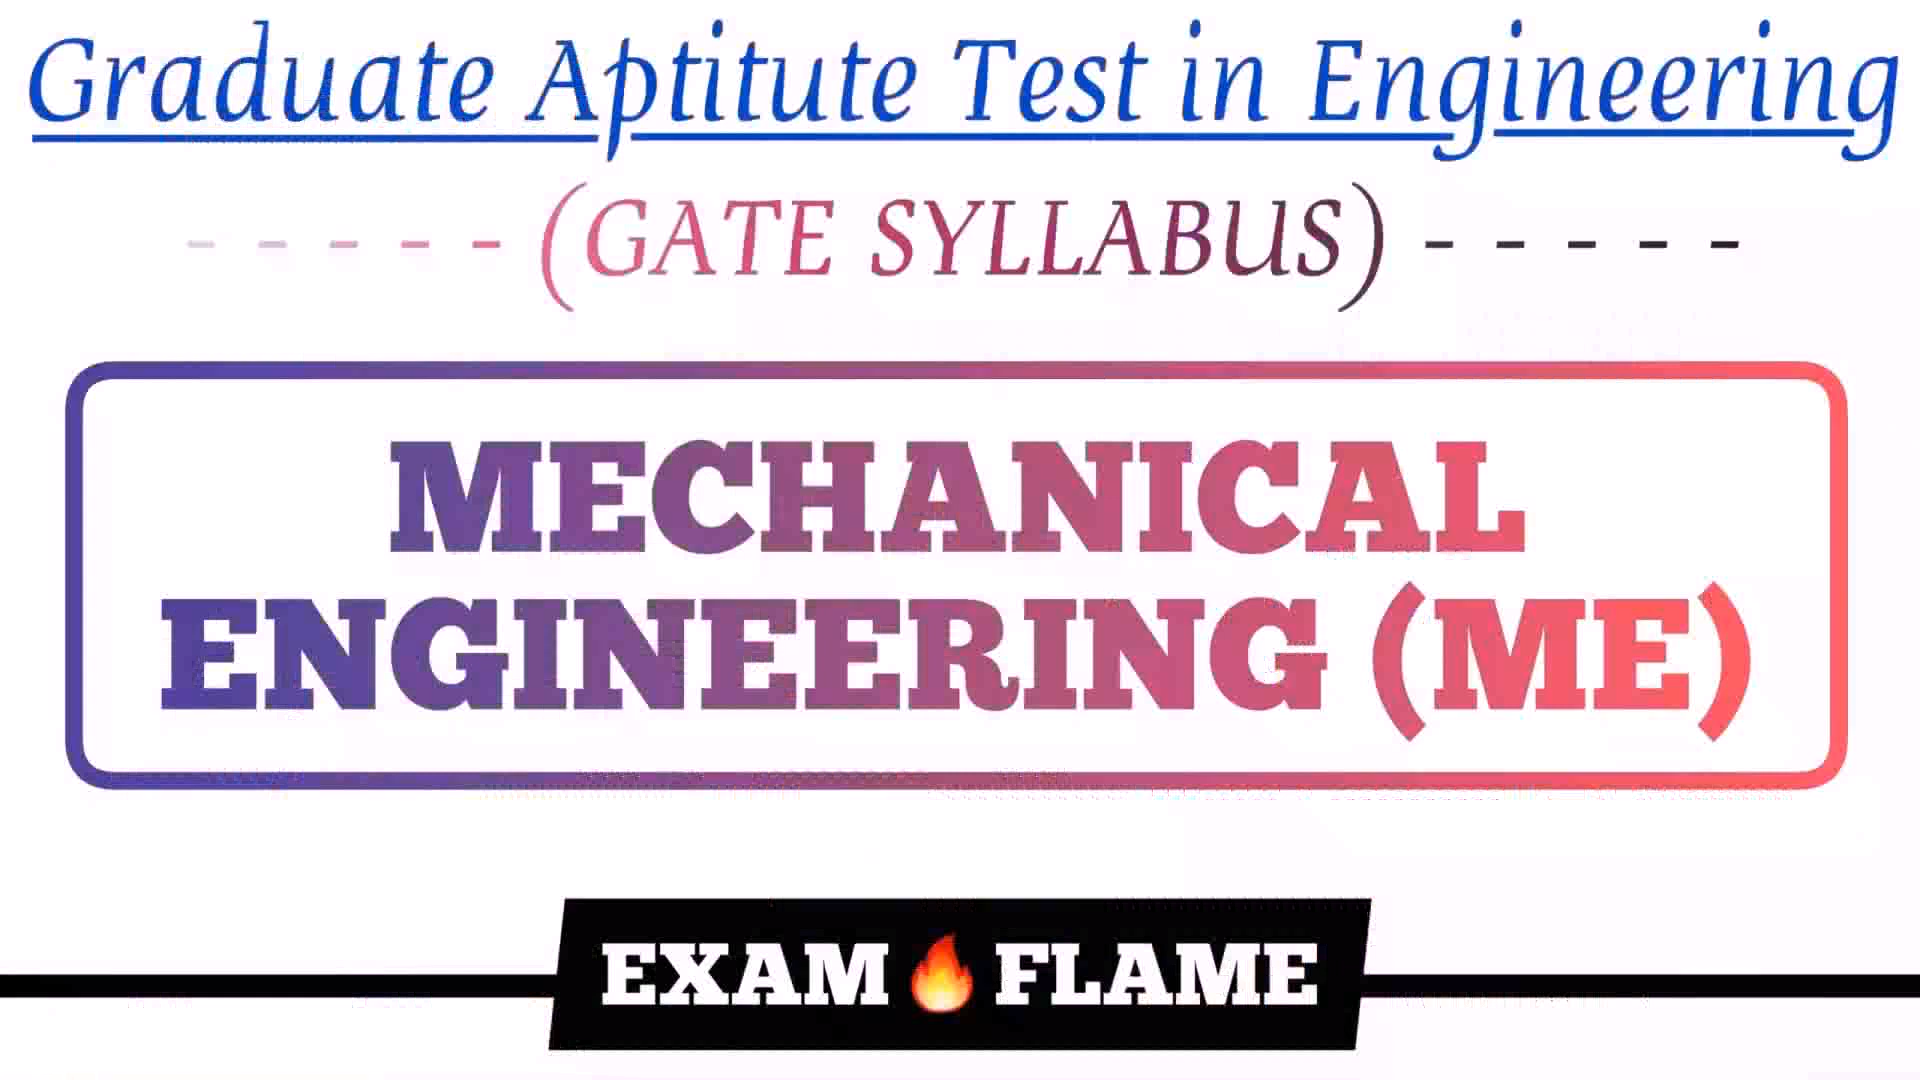 Graduate Aptitute Test in Engineering
- - - - - (GATE SYLLABUS) - - - - -
MECHANICAL
ENGINEERING (ME)
EXAM🔥FLAME